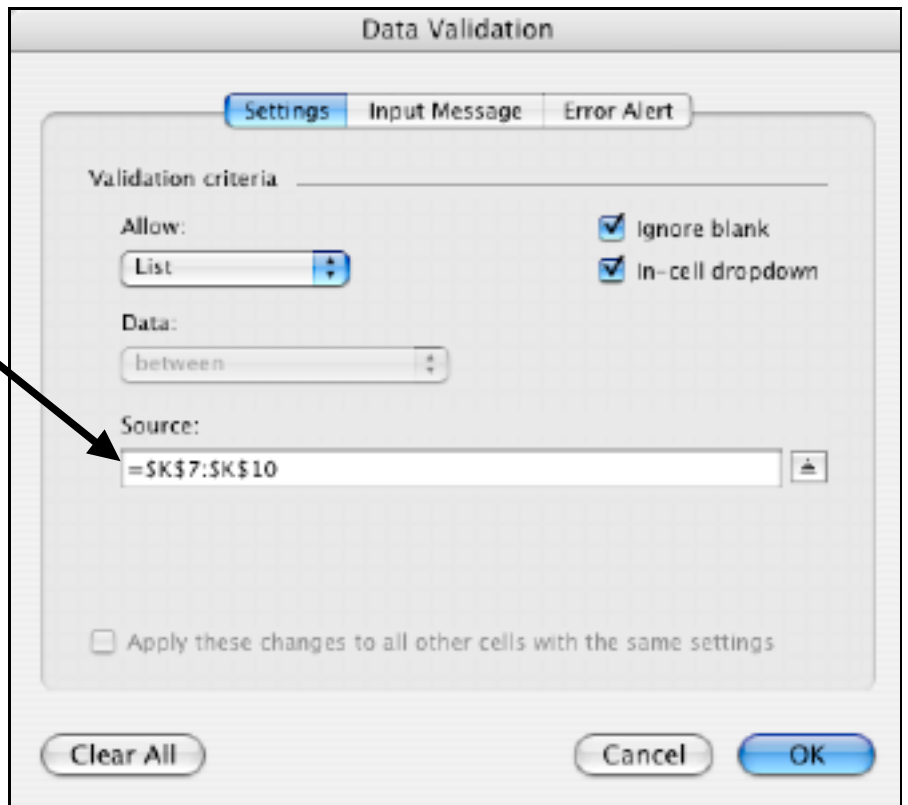 Data Validation
Settings Input Message Error Alert
Validation criteria
Allow: Ignore blank
List In-cell dropdown
Data:
between
Source:
=$K$7:$K$10
Apply these changes to all other cells with the same settings
Clear All Cancel OK